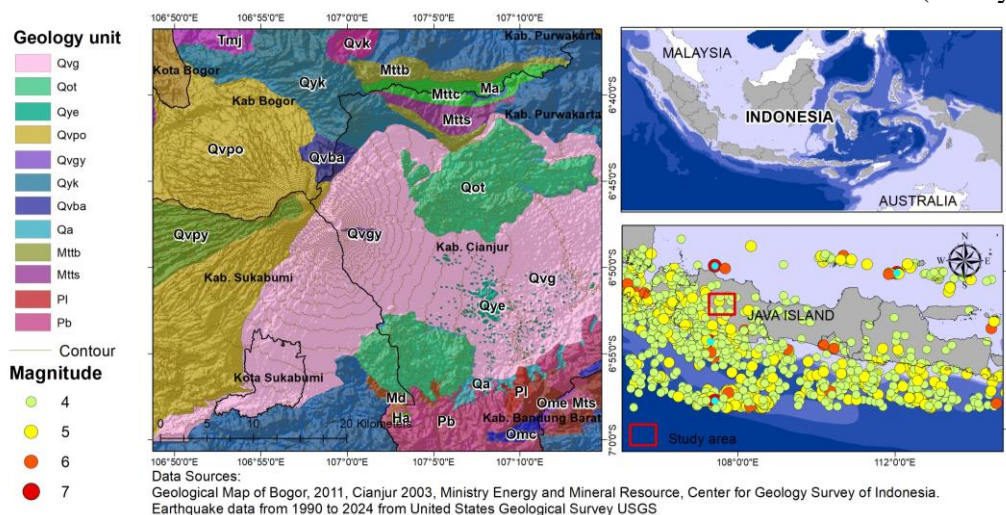 Geology unit
Qvg
Qot
Qye
Qvpo
Qvgy
Qyk
Qvba
Qa
Mttb
Mtts
Pl
Pb
Contour
Magnitude
4
5
6
7
106°50'0"E 106°55'0"E 107°0'0"E 107°5'0"E 107°10'0"E
Tmj
Qvk
Kab. Purwakarta
Kota Bogor
Mttb
Qyk
Ma
Mttc
Kab Bogor
Mtts
Kab. Purwakarta
Qvpo
Qvba
Qot
Qvpy
Qvgy
Kab. Cianjur
Kab. Sukabumi
Qvg
Qye
Kota Sukabumi
Qa
Md
Pl
Ha
Pb
Ome Mts
Kab. Bandung Barat
Omc
0 5 10 20 Kilometers
6°40'0"S
6°45'0"S
6°50'0"S
6°55'0"S
7°0'0"S
106°50'0"E 106°55'0"E 107°0'0"E 107°5'0"E 107°10'0"E
MALAYSIA
INDONESIA
AUSTRALIA
N
W E
S
JAVA ISLAND
Study area
108°0'0"E 112°0'0"E
Data Sources:
Geological Map of Bogor, 2011, Cianjur 2003, Ministry Energy and Mineral Resource, Center for Geology Survey of Indonesia.
Earthquake data from 1990 to 2024 from United States Geological Survey USGS